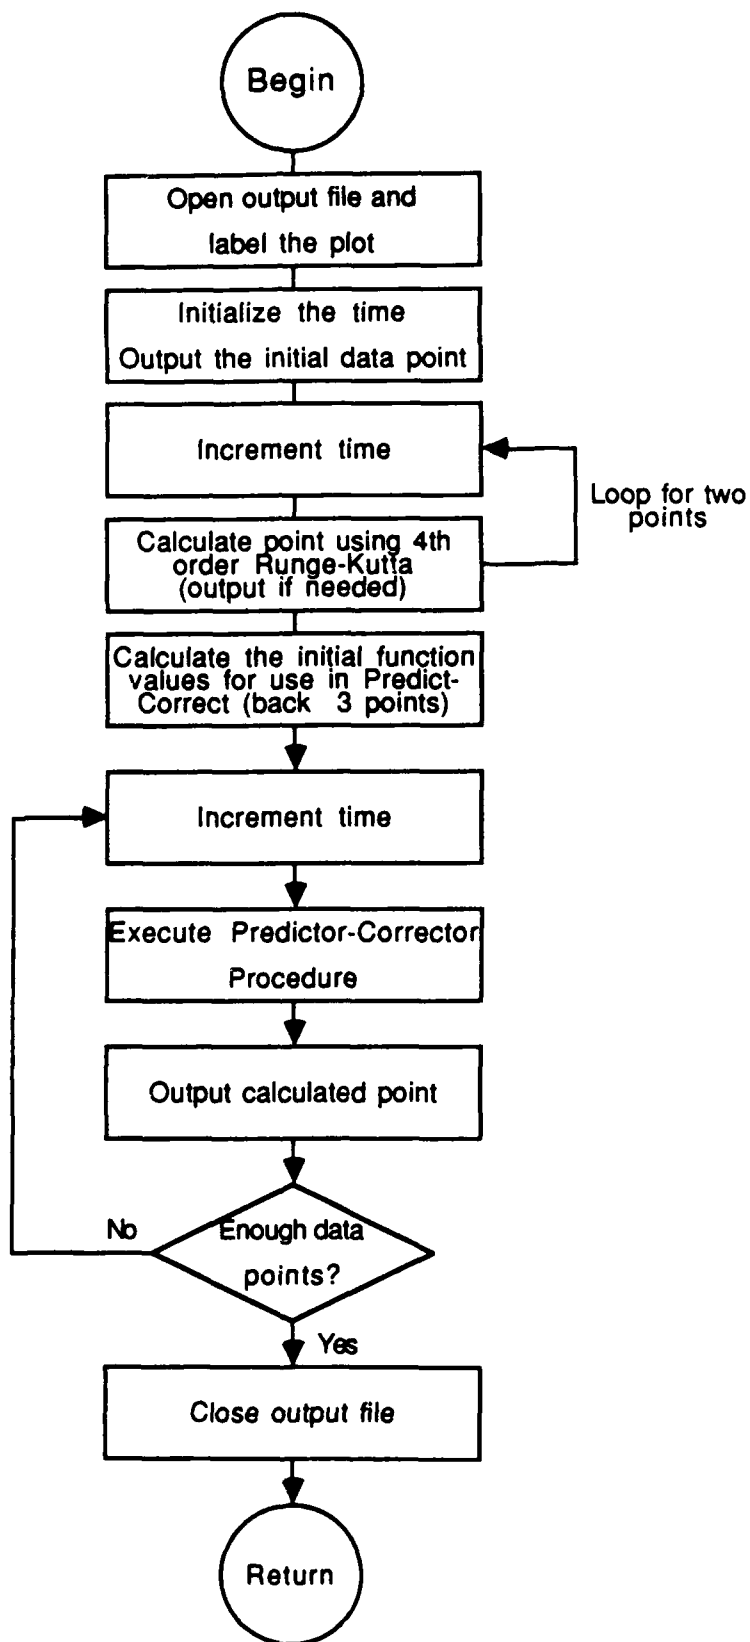 Begin
Open output file and
label the plot
Initialize the time
Output the initial data point
Increment time
Loop for two
points
Calculate point using 4th
order Runge-Kutta
(output if needed)
Calculate the initial function
values for use in Predict-
Correct (back 3 points)
Increment time
Execute Predictor-Corrector
Procedure
Output calculated point
No
Enough data
points?
Yes
Close output file
Return